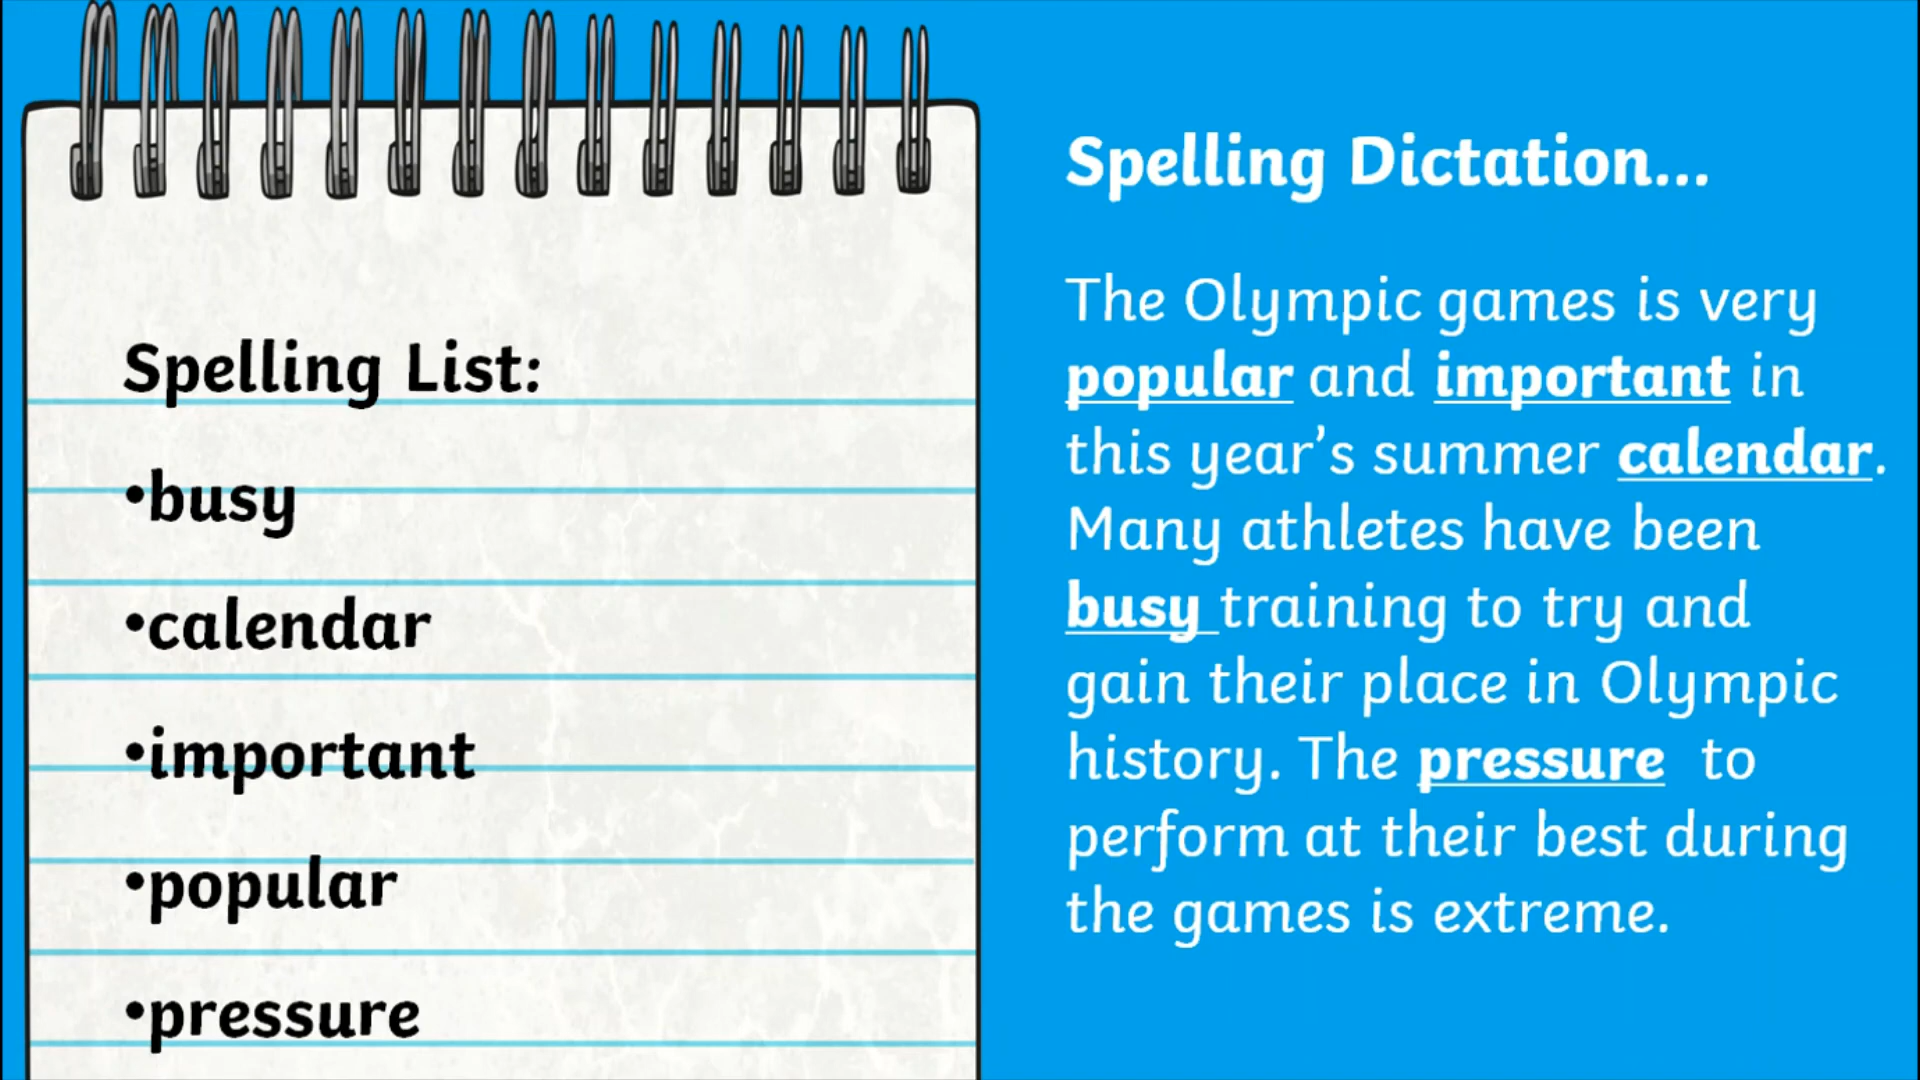 Spelling List:
•busy
•calendar
•important
•popular
•pressure
Spelling Dictation...
The Olympic games is very
popular and important in
this year’s summer calendar.
Many athletes have been
busy training to try and
gain their place in Olympic
history. The pressure  to
perform at their best during
the games is extreme.